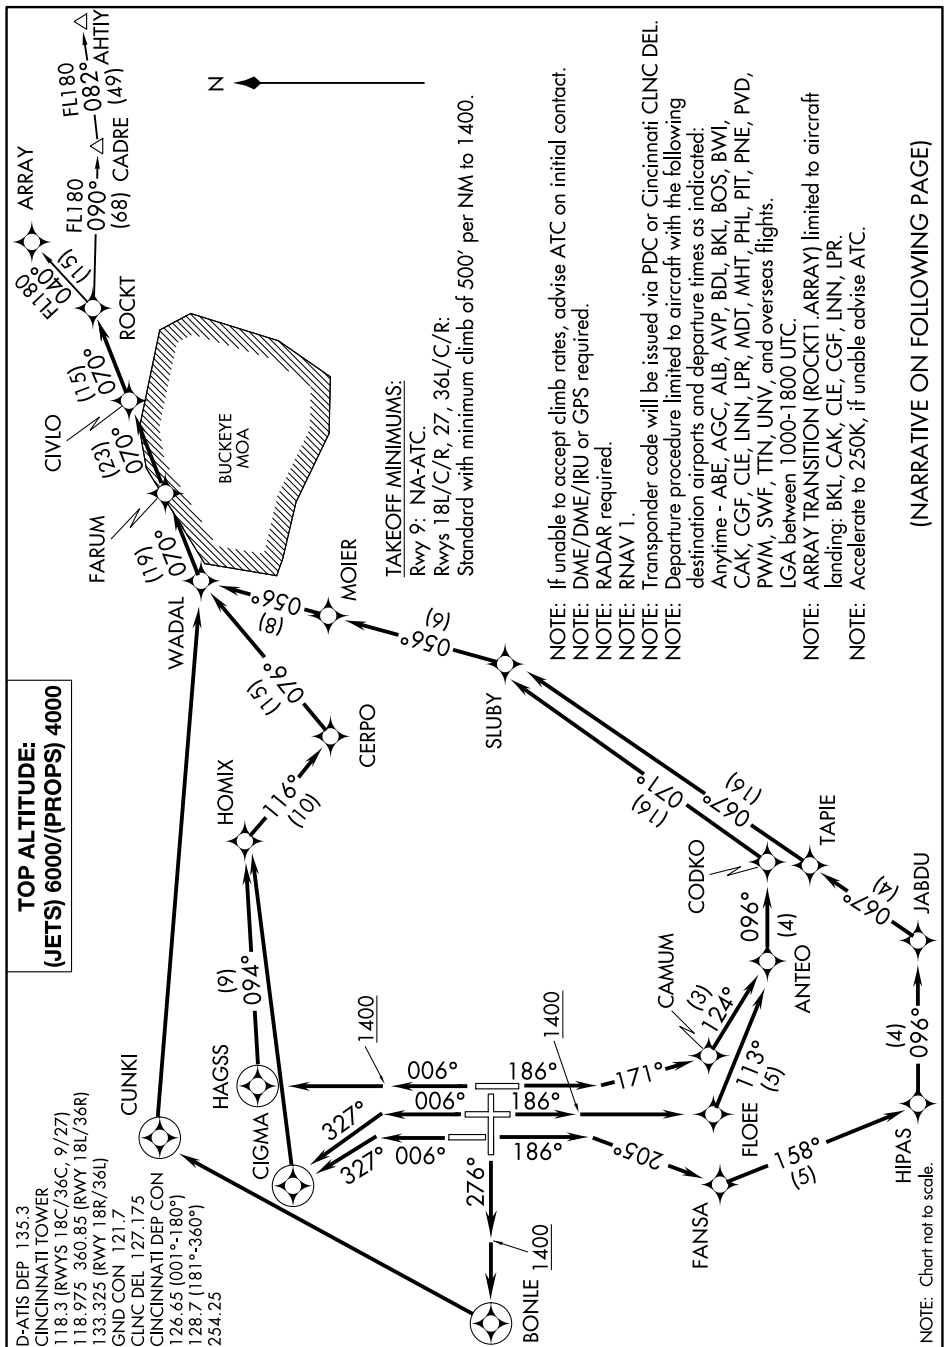 D-ATIS DEP 135.3
CINCINNATI TOWER
118.3 (RWYS 18C/36C, 9/27)
118.975 360.85 (RWY 18L/36R)
133.325 (RWY 18R/36L)
GND CON 121.7
CLNC DEL 127.175
CINCINNATI DEP CON
126.65 (001°-180°)
128.7 (181°-360°)
254.25
TOP ALTITUDE:
(JETS) 6000/(PROPS) 4000
N
ARRAY
FL180
040°
(15)
FL180
090°
(68)
CADRE
FL180
082°
(49)
AHTIY
ROCKT
(15)
070°
CIVLO
(23)
070°
FARUM
(19)
070°
WADAL
BUCKEYE
MOA
056°
(8)
MOIER
056°
(6)
SLUBY
(15)
076°
CERPO
HOMIX
116°
(10)
CUNKI
HAGSS
(9)
094°
CIGMA
327°
327°
1400
006°
006°
006°
186°
186°
186°
1400
276°
1400
BONLE
171°
CAMUM
(3)
124°
FLOEE
113°
(5)
ANTEO
096°
(4)
CODKO
071°
(16)
067°
(16)
TAPIE
067°
(4)
JABDU
(4)
096°
HIPAS
158°
(5)
FANSA
205°
TAKEOFF MINIMUMS:
Rwy 9: NA-ATC.
Rwys 18L/C/R, 27, 36L/C/R:
Standard with minimum climb of 500' per NM to 1400.
NOTE: If unable to accept climb rates, advise ATC on initial contact.
NOTE: DME/DME/IRU or GPS required.
NOTE: RADAR required.
NOTE: RNAV 1.
NOTE: Transponder code will be issued via PDC or Cincinnati CLNC DEL.
NOTE: Departure procedure limited to aircraft with the following
destination airports and departure times as indicated:
Anytime - ABE, AGC, ALB, AVP, BDL, BKL, BOS, BWI,
CAK, CGF, CLE, LNN, LPR, MDT, MHT, PHL, PIT, PNE, PVD,
PWM, SWF, TTN, UNV, and overseas flights.
LGA between 1000-1800 UTC.
NOTE: ARRAY TRANSITION (ROCKT1.ARRAY) limited to aircraft
landing: BKL, CAK, CLE, CGF, LNN, LPR.
NOTE: Accelerate to 250K, if unable advise ATC.
(NARRATIVE ON FOLLOWING PAGE)
NOTE: Chart not to scale.